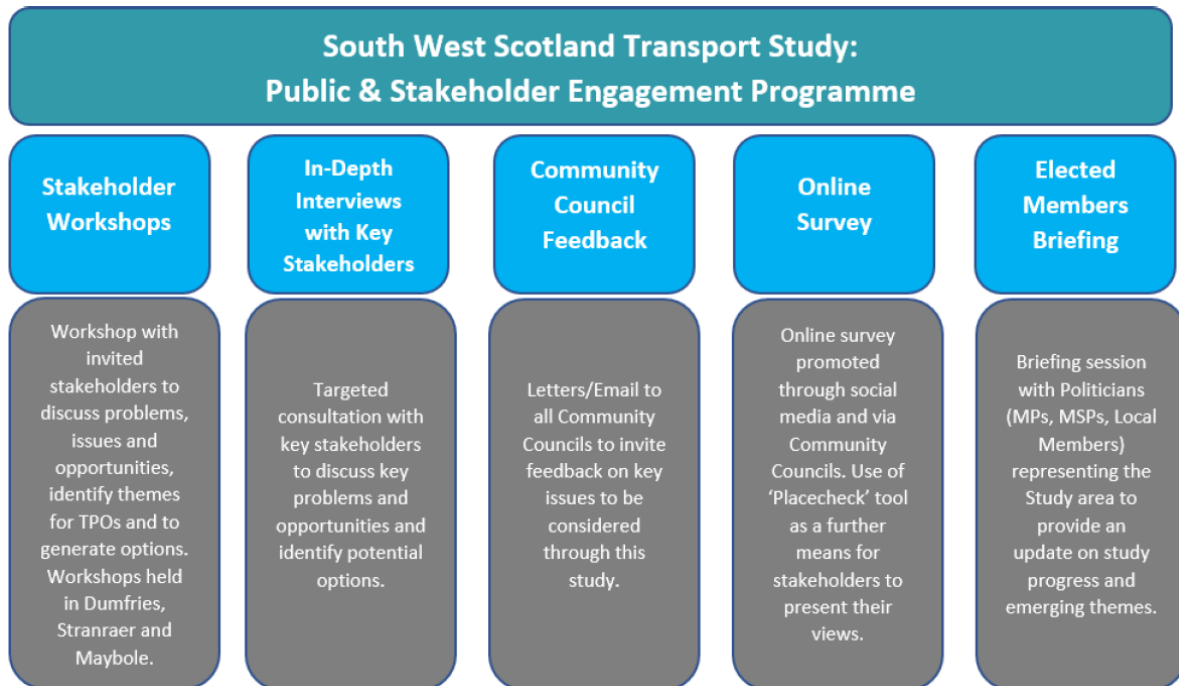 South West Scotland Transport Study:
Public & Stakeholder Engagement Programme
Stakeholder
Workshops
In-Depth
Interviews
with Key
Stakeholders
Community
Council
Feedback
Online
Survey
Elected
Members
Briefing
Workshop with
invited
stakeholders to
discuss problems,
issues and
opportunities,
identify themes
for TPOs and to
generate options.
Workshops held
in Dumfries,
Stranraer and
Maybole.
Targeted
consultation with
key stakeholders
to discuss key
problems and
opportunities and
identify potential
options.
Letters/Email to
all Community
Councils to invite
feedback on key
issues to be
considered
through this
study.
Online survey
promoted
through social
media and via
Community
Councils. Use of
‘Placecheck’ tool
as a further
means for
stakeholders to
present their
views.
Briefing session
with Politicians
(MPs, MSPs, Local
Members)
representing the
Study area to
provide an
update on study
progress and
emerging themes.